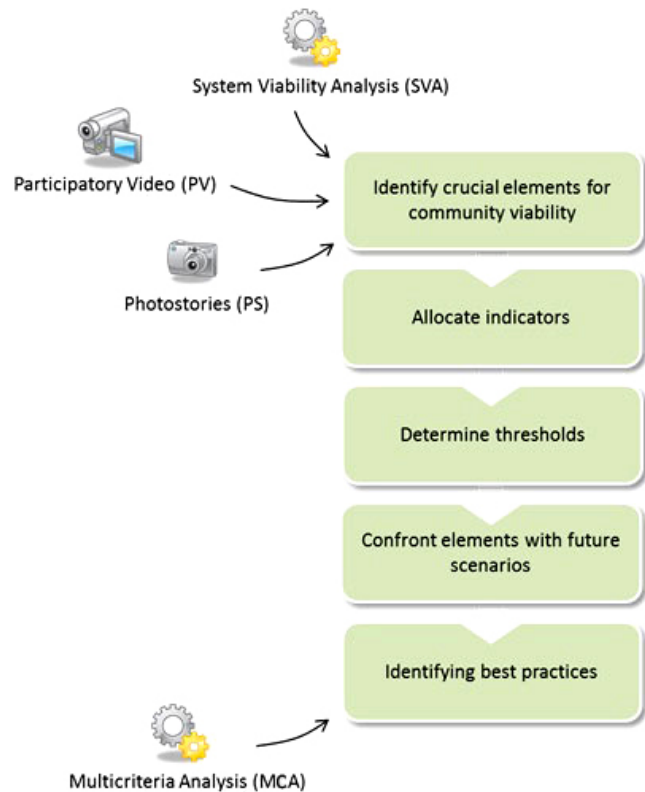 System Viability Analysis (SVA)
Participatory Video (PV)
Identify crucial elements for
community viability
Photostories (PS)
Allocate indicators
Determine thresholds
Confront elements with future
scenarios
Identifying best practices
Multicriteria Analysis (MCA)